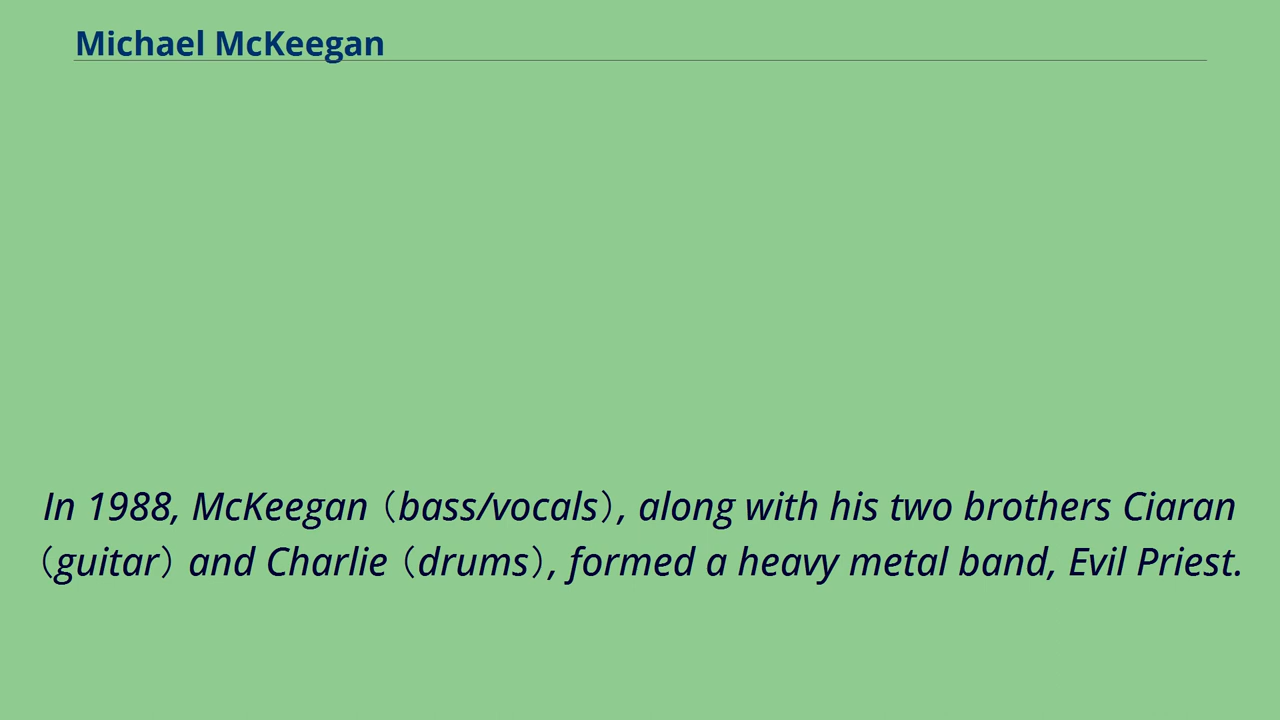 Michael McKeegan
In 1988, McKeegan (bass/vocals), along with his two brothers Ciaran
(guitar) and Charlie (drums), formed a heavy metal band, Evil Priest.